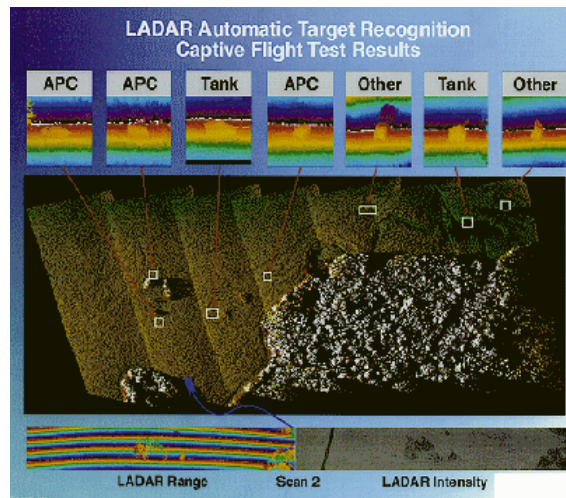 LADAR Automatic Target Recognition
Captive Flight Test Results
APC APC Tank APC Other Tank Other
LADAR Range Scan 2 LADAR Intensity